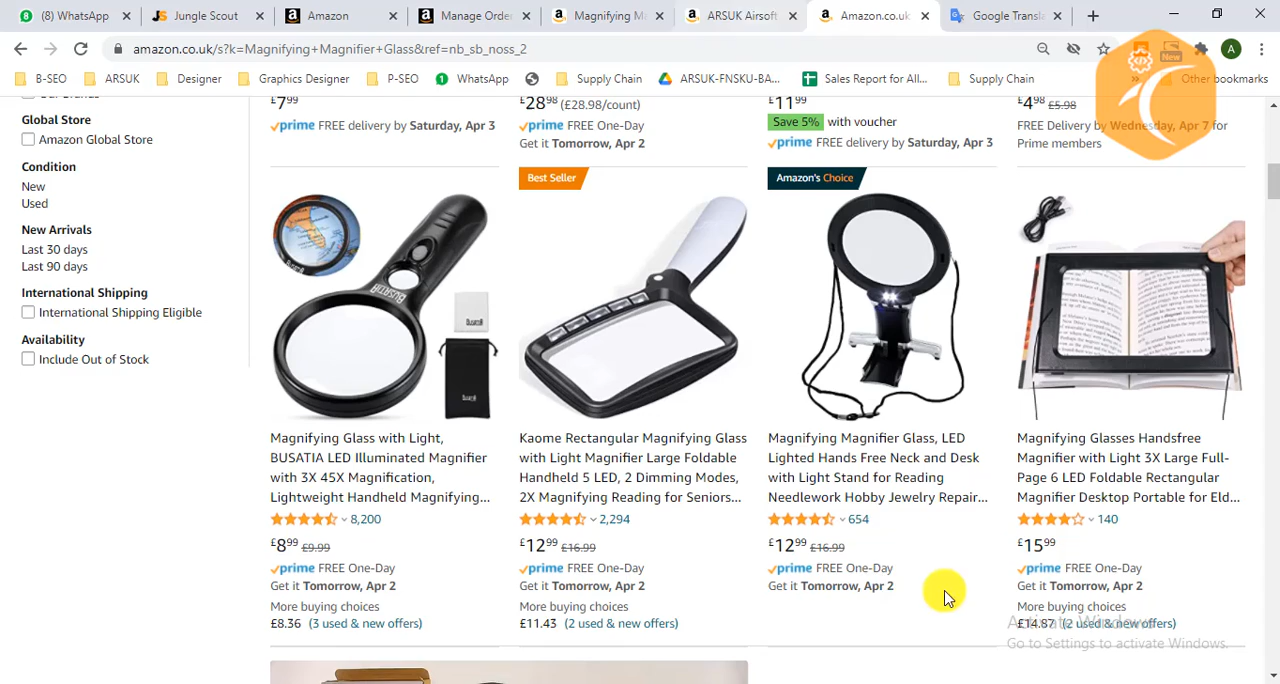 (8) WhatsApp
Jungle Scout
Amazon
Manage Orde
Magnifying M
ARSUK Airsoft
Amazon.co.uk
Google Transl
A
amazon.co.uk/s?k=Magnifying+Magnifier+Glass&ref=nb_sb_noss_2
New
A
B-SEO
ARSUK
Designer
Graphics Designer
P-SEO
WhatsApp
Supply Chain
ARSUK-FNSKU-BA...
Sales Report for All...
Supply Chain
Other bookmarks
Our Brands
Global Store
Amazon Global Store
Condition
New
Used
New Arrivals
Last 30 days
Last 90 days
International Shipping
International Shipping Eligible
Availability
Include Out of Stock
£7.99
prime FREE delivery by Saturday, Apr 3
£28.98 (£28.98/count)
prime FREE One-Day
Get it Tomorrow, Apr 2
£11.99
Save 5% with voucher
prime FREE delivery by Saturday, Apr 3
£4.98 £5.98
FREE Delivery by Wednesday, Apr 7 for
Prime members
BUSATIA
Magnifying Glass with Light,
BUSATIA LED Illuminated Magnifier
with 3X 45X Magnification,
Lightweight Handheld Magnifying...
8,200
£8.99 £9.99
prime FREE One-Day
Get it Tomorrow, Apr 2
More buying choices
£8.36 (3 used & new offers)
Best Seller
Kaome Rectangular Magnifying Glass
with Light Magnifier Large Foldable
Handheld 5 LED, 2 Dimming Modes,
2X Magnifying Reading for Seniors...
2,294
£12.99 £16.99
prime FREE One-Day
Get it Tomorrow, Apr 2
More buying choices
£11.43 (2 used & new offers)
Amazon's Choice
Magnifying Magnifier Glass, LED
Lighted Hands Free Neck and Desk
with Light Stand for Reading
Needlework Hobby Jewelry Repair...
654
£12.99 £16.99
prime FREE One-Day
Get it Tomorrow, Apr 2
Magnifying Glasses Handsfree
Magnifier with Light 3X Large Full-
Page 6 LED Foldable Rectangular
Magnifier Desktop Portable for Eld...
140
£15.99
prime FREE One-Day
Get it Tomorrow, Apr 2
More buying choices
£14.87 (2 used & new offers)
Activate Windows
Go to Settings to activate Windows.